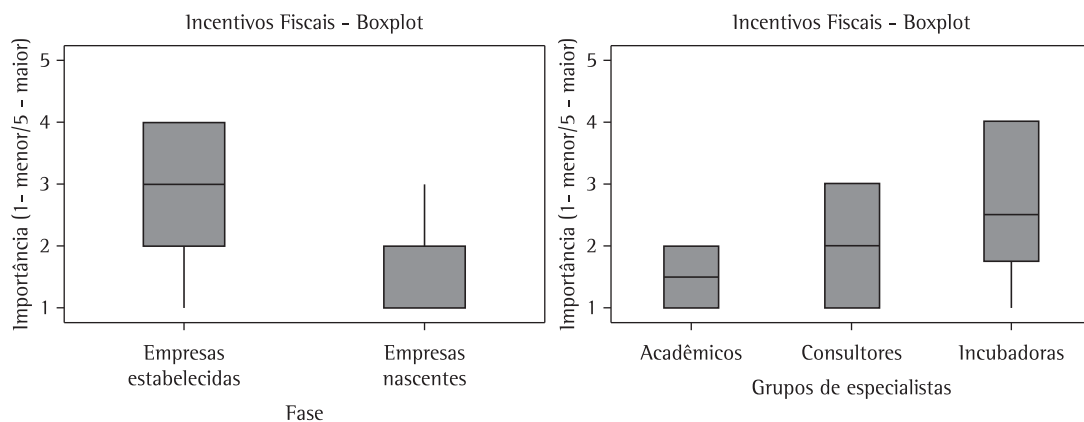 Incentivos Fiscais - Boxplot
Importância (1- menor/5 - maior)
5
4
3
2
1
Empresas
estabelecidas
Empresas
nascentes
Fase
Incentivos Fiscais - Boxplot
Importância (1- menor/5 - maior)
5
4
3
2
1
Acadêmicos
Consultores
Incubadoras
Grupos de especialistas